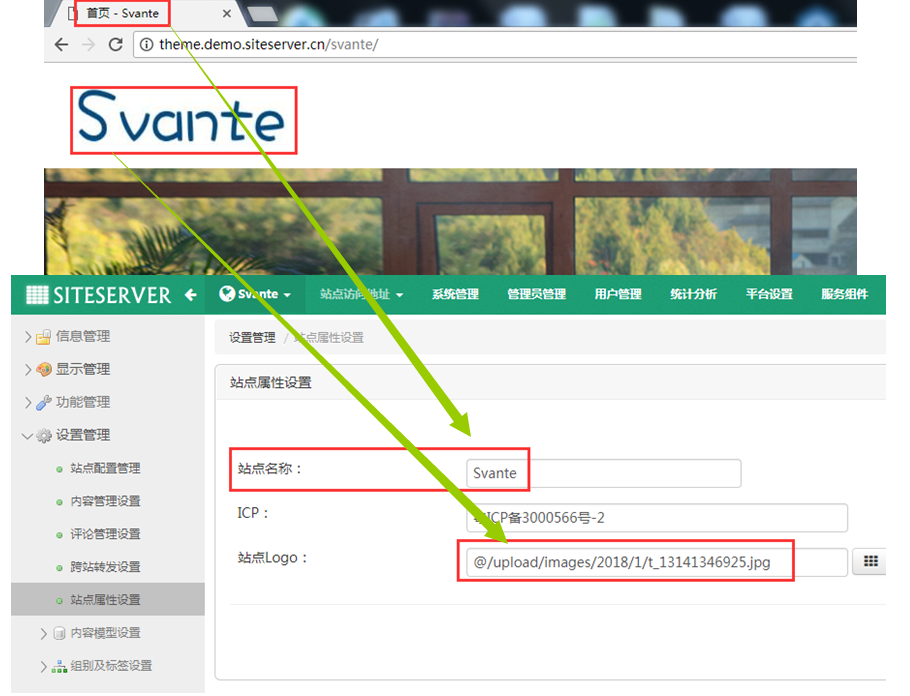 首页 - Svante
theme.demo.siteserver.cn/svante/
Svante
SITESERVER
Svante
站点访问地址
系统管理
管理员管理
用户管理
统计分析
平台设置
服务组件
信息管理
显示管理
功能管理
设置管理
站点配置管理
内容管理设置
评论管理设置
跨站转发设置
站点属性设置
内容模型设置
组别及标签设置
设置管理 / 站点属性设置
站点属性设置
站点名称：
Svante
ICP：
ICP备3000566号-2
站点Logo：
@/upload/images/2018/1/t_13141346925.jpg